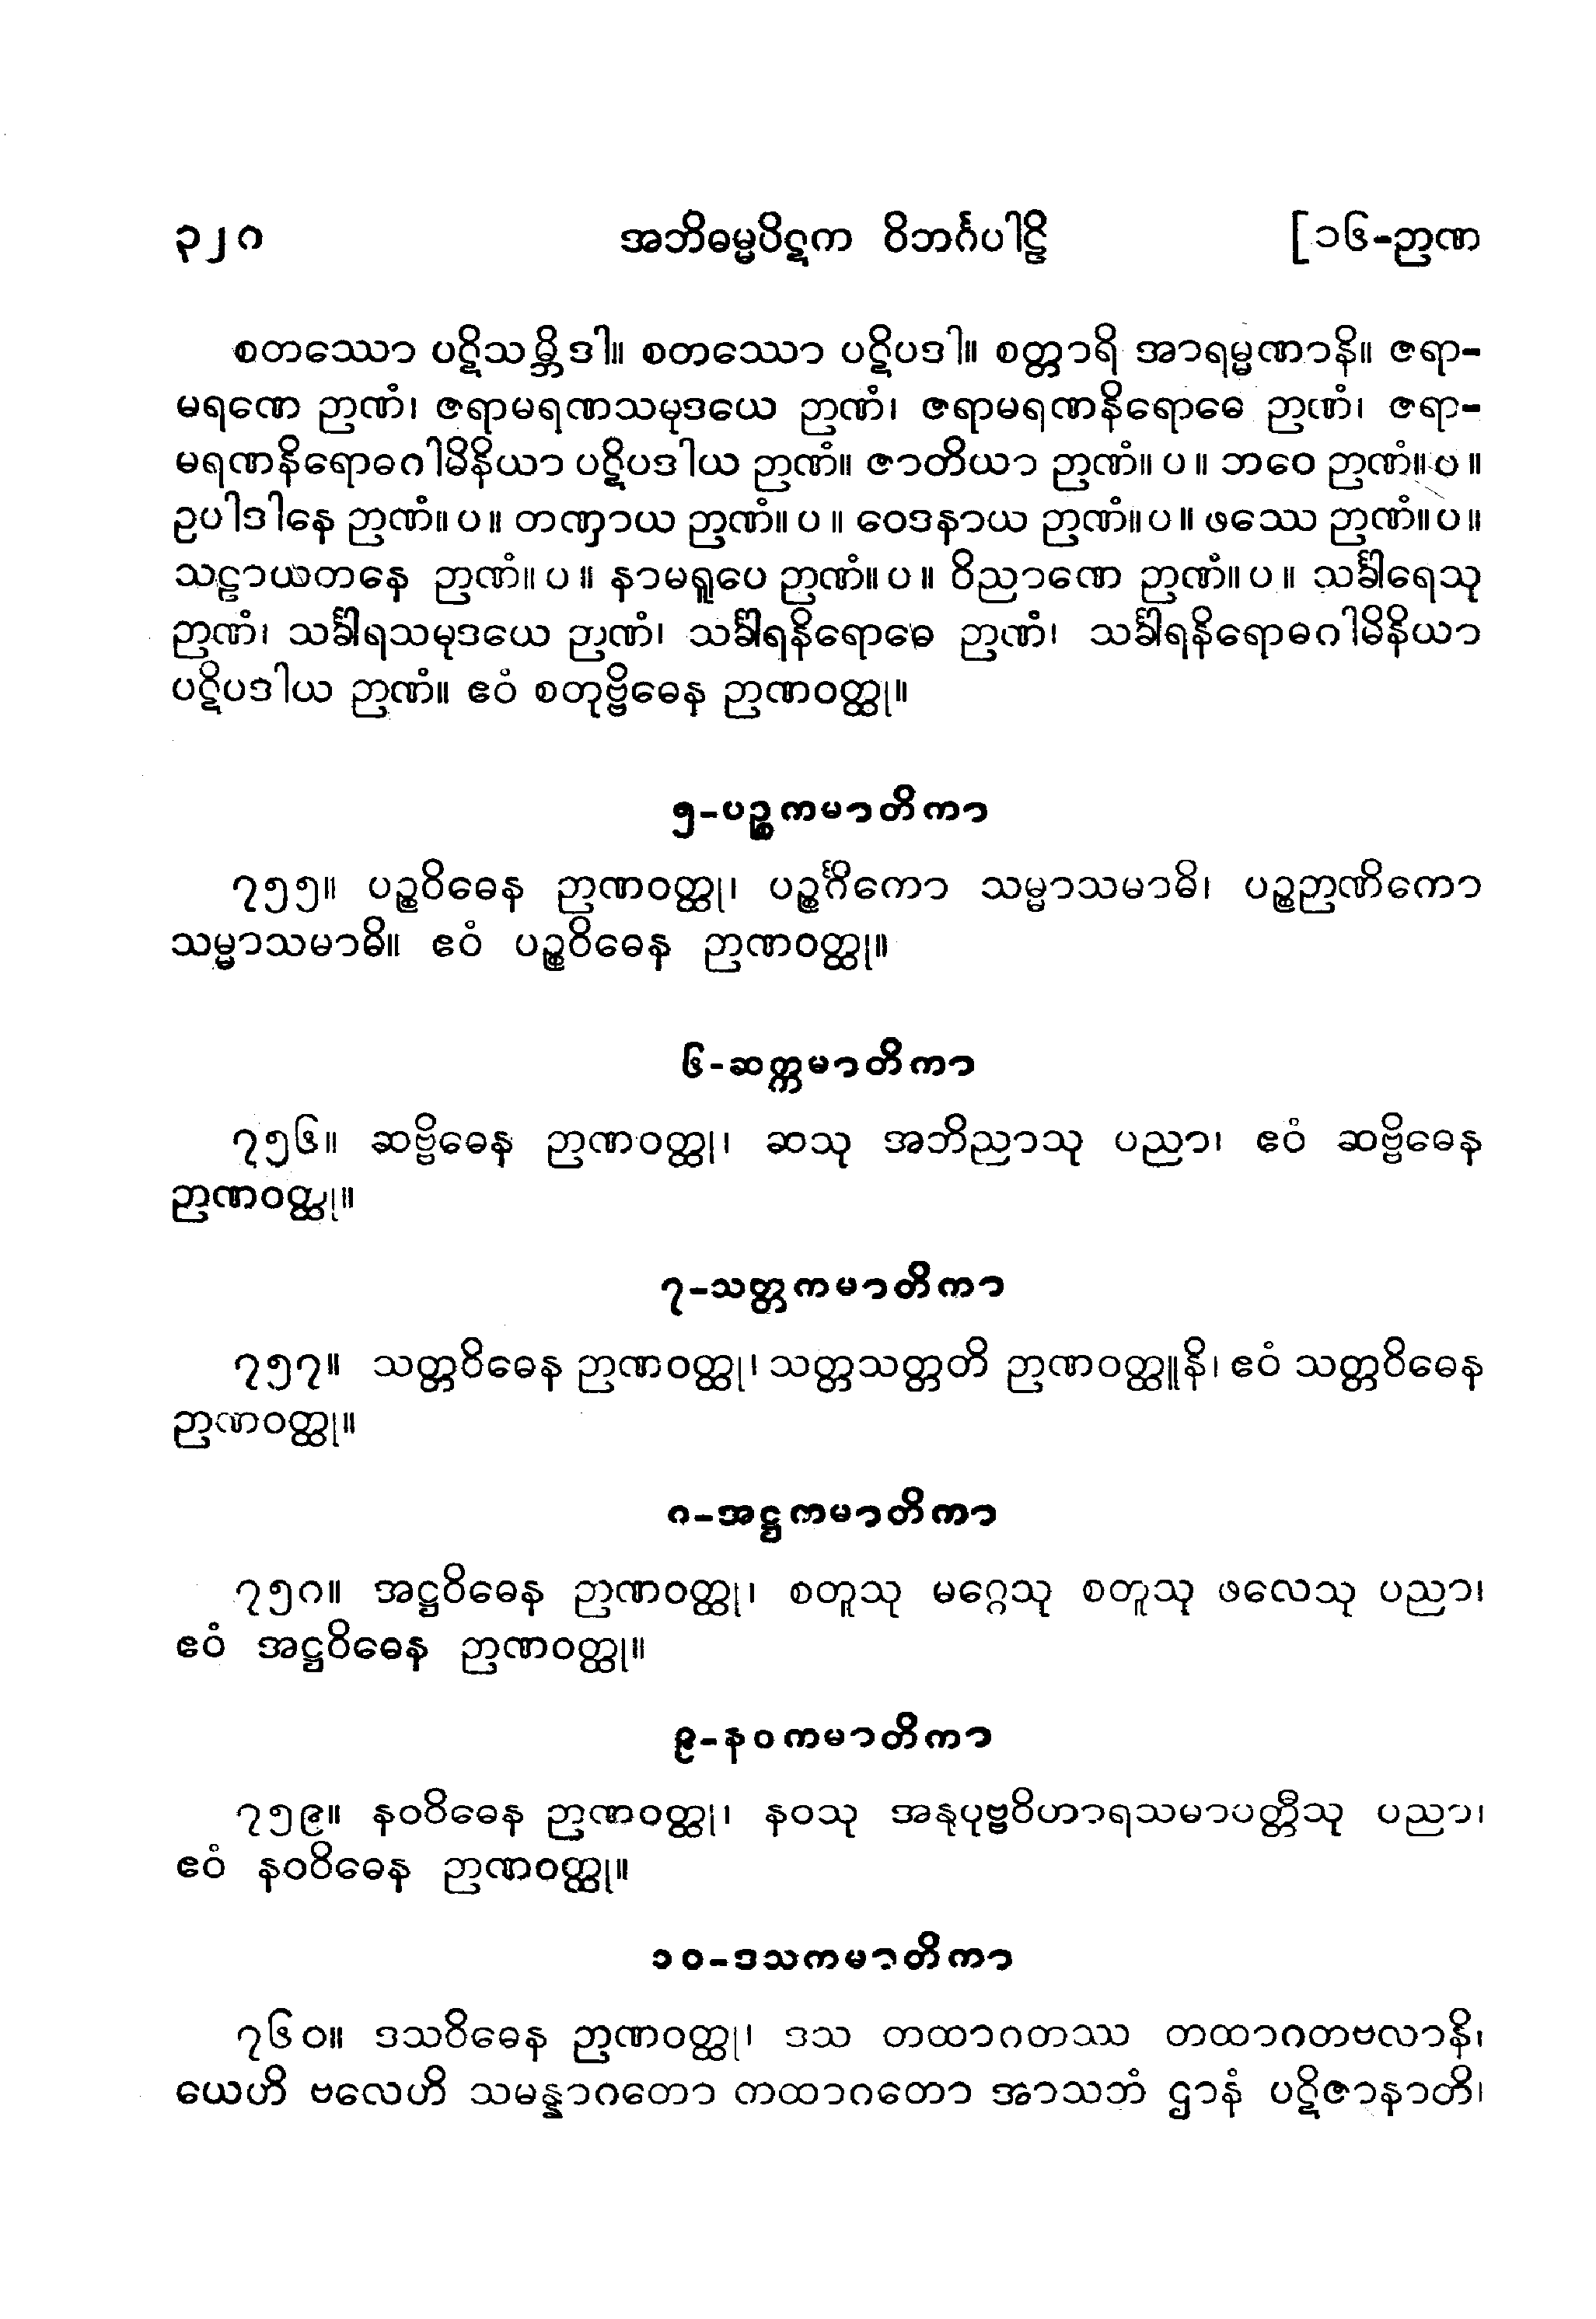 ၃၂၈ အဘိဓမ္မပိဋက ဝိဘင်္ဂပါဠိ [၁၆-ဉာဏ
စတဿော ပဋိသမ္ဘိဒါ။ စတဿော ပဋိပဒါ။ စတ္တာရိ အာရမ္မဏာနိ။ ဇရာ-
မရဏေ ဉာဏံ၊ ဇရာမရဏသမုဒယေ ဉာဏံ၊ ဇရာမရဏနိရောဓေ ဉာဏံ၊ ဇရာ-
မရဏနိရောဓဂါမိနိယာ ပဋိပဒါယ ဉာဏံ။ ဇာတိယာ ဉာဏံ။ ပ ။ ဘဝေ ဉာဏံ။ ပ ။
ဥပါဒါနေ ဉာဏံ။ ပ ။ တဏှာယ ဉာဏံ။ ပ ။ ဝေဒနာယ ဉာဏံ။ ပ ။ ဖဿေ ဉာဏံ။ ပ ။
သဠာယတနေ ဉာဏံ။ ပ ။ နာမရူပေ ဉာဏံ။ ပ ။ ဝိညာဏေ ဉာဏံ။ ပ ။ သင်္ခါရေသု
ဉာဏံ၊ သင်္ခါရသမုဒယေ ဉာဏံ၊ သင်္ခါရနိရောဓေ ဉာဏံ၊ သင်္ခါရနိရောဓဂါမိနိယာ
ပဋိပဒါယ ဉာဏံ။ ဧဝံ စတုဗ္ဗိဓေန ဉာဏဝတ္ထု။
၅-ပဉ္စကမာတိကာ
၇၅၅။ ပဉ္စဝိဓေန ဉာဏဝတ္ထု၊ ပဉ္စင်္ဂိကော သမ္မာသမာဓိ၊ ပဉ္စဉာဏိကော
သမ္မာသမာဓိ။ ဧဝံ ပဉ္စဝိဓေန ဉာဏဝတ္ထု။
၆-ဆက္ကမာတိကာ
၇၅၆။ ဆဗ္ဗိဓေန ဉာဏဝတ္ထု၊ ဆသု အဘိညာသု ပညာ၊ ဧဝံ ဆဗ္ဗိဓေန
ဉာဏဝတ္ထု။
၇-သတ္တကမာတိကာ
၇၅၇။ သတ္တဝိဓေန ဉာဏဝတ္ထု၊ သတ္တသတ္တတိ ဉာဏဝတ္ထူနိ၊ ဧဝံ သတ္တဝိဓေန
ဉာဏဝတ္ထု။
၈-အဋ္ဌကမာတိကာ
၇၅၈။ အဋ္ဌဝိဓေန ဉာဏဝတ္ထု၊ စတူသု မဂ္ဂေသု စတူသု ဖလေသု ပညာ၊
ဧဝံ အဋ္ဌဝိဓေန ဉာဏဝတ္ထု။
၉-နဝကမာတိကာ
၇၅၉။ နဝဝိဓေန ဉာဏဝတ္ထု၊ နဝသု အနုပုဗ္ဗဝိဟာရသမာပတ္တီသု ပညာ၊
ဧဝံ နဝဝိဓေန ဉာဏဝတ္ထု။
၁၀-ဒသကမာတိကာ
၇၆၀။ ဒသဝိဓေန ဉာဏဝတ္ထု၊ ဒသ တထာဂတဿ တထာဂတဗလာနိ၊
ယေဟိ ဗလေဟိ သမန္နာဂတော တထာဂတော အာသဘံ ဌာနံ ပဋိဇာနာတိ၊